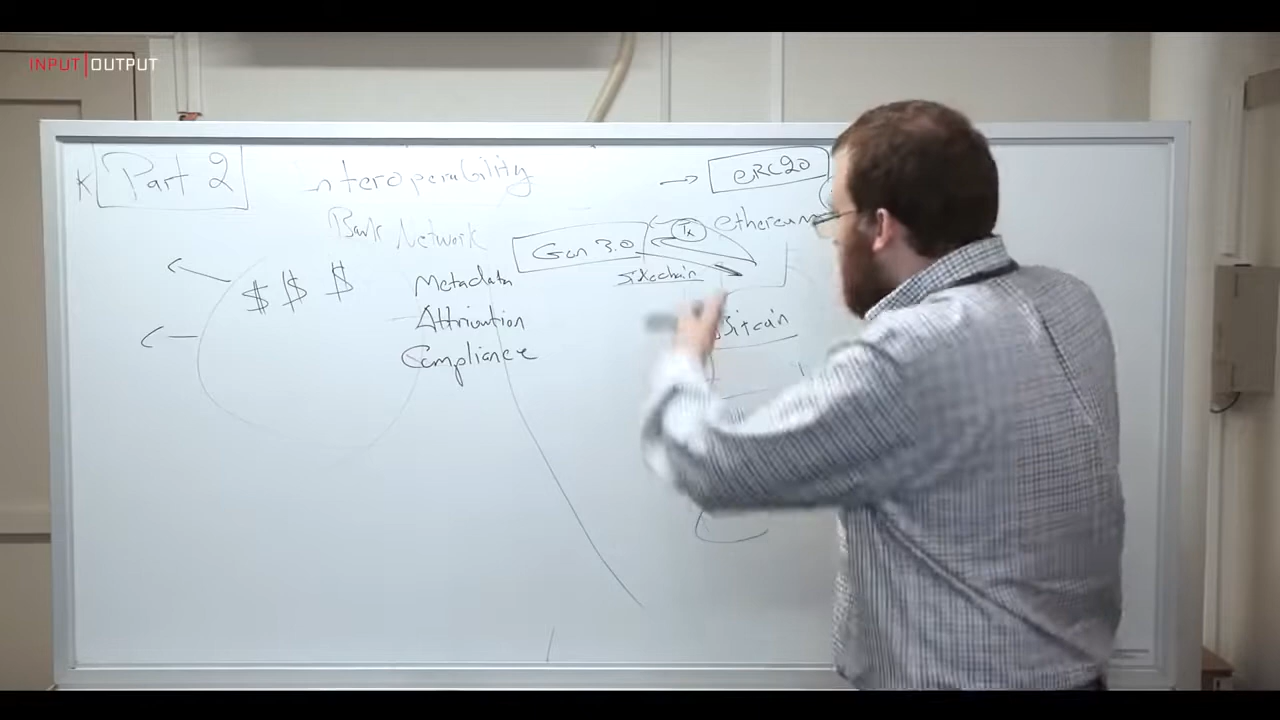 INPUT|OUTPUT
K
Part 2
Interoperability
Bank Network
$ $ $
Metadata
Attribution
Compliance
ERC20
ethereum
Gen 3.0
Tx
Sidechain
Bitcoin